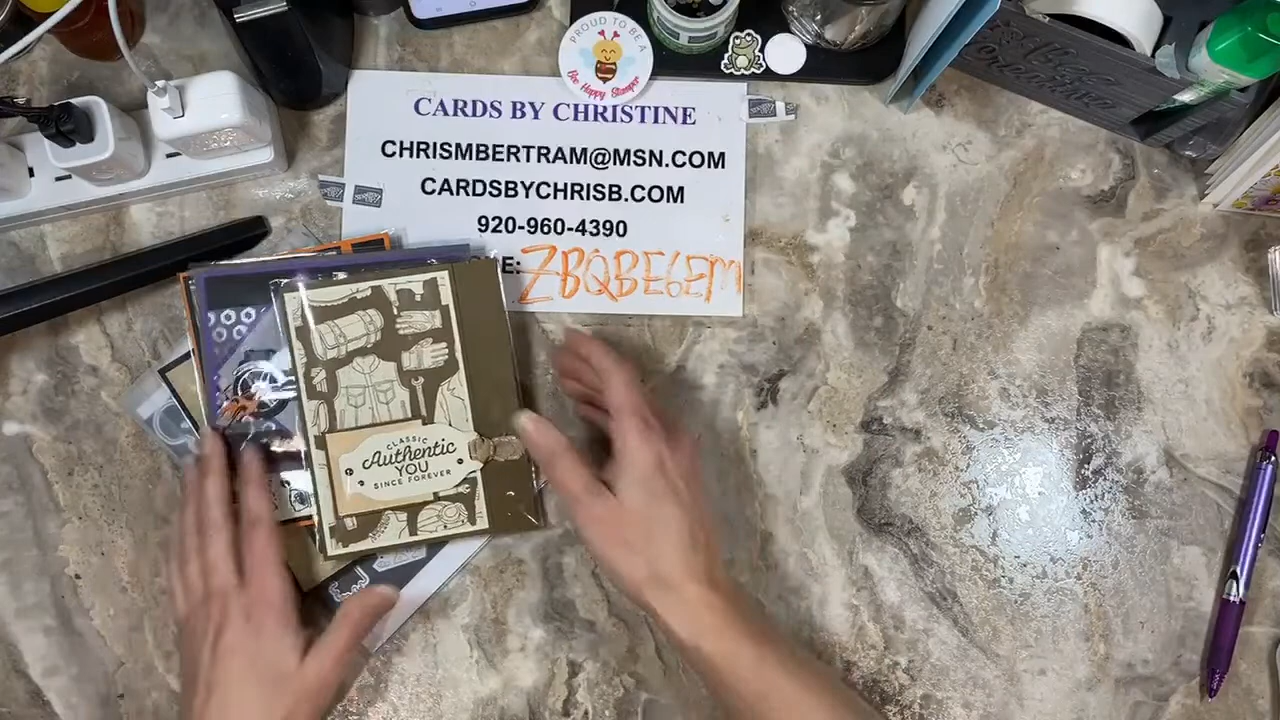 PROUD TO BE A
Bee Happy Stamper
CARDS BY CHRISTINE
CHRISMBERTRAM@MSN.COM
CARDSBYCHRISB.COM
920-960-4390
E: ZBQBE6EM
CLASSIC
Authentic
YOU
SINCE FOREVER